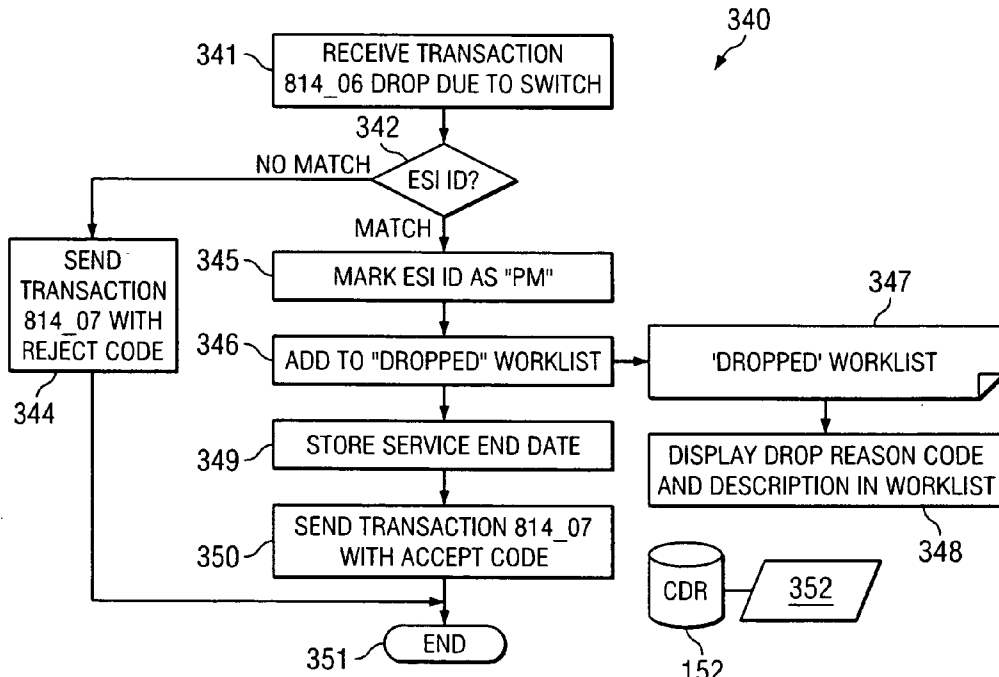 340
341
RECEIVE TRANSACTION
814_06 DROP DUE TO SWITCH
342
NO MATCH
ESI ID?
MATCH
SEND
TRANSACTION
814_07 WITH
REJECT CODE
344
345
MARK ESI ID AS "PM"
346
ADD TO "DROPPED" WORKLIST
347
'DROPPED' WORKLIST
349
STORE SERVICE END DATE
DISPLAY DROP REASON CODE
AND DESCRIPTION IN WORKLIST
348
350
SEND TRANSACTION 814_07
WITH ACCEPT CODE
CDR
352
152
351
END